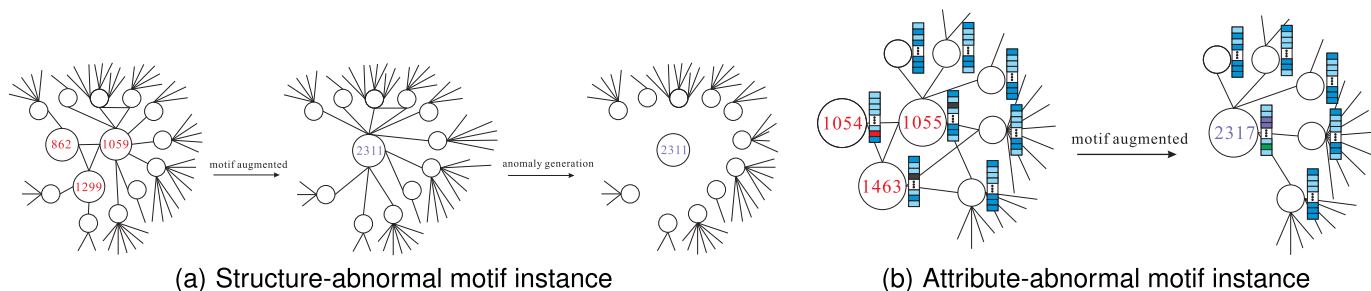 862
1059
1299
motif augmented
2311
anomaly generation
2311
1054
1055
1463
motif augmented
2317
(a) Structure-abnormal motif instance
(b) Attribute-abnormal motif instance